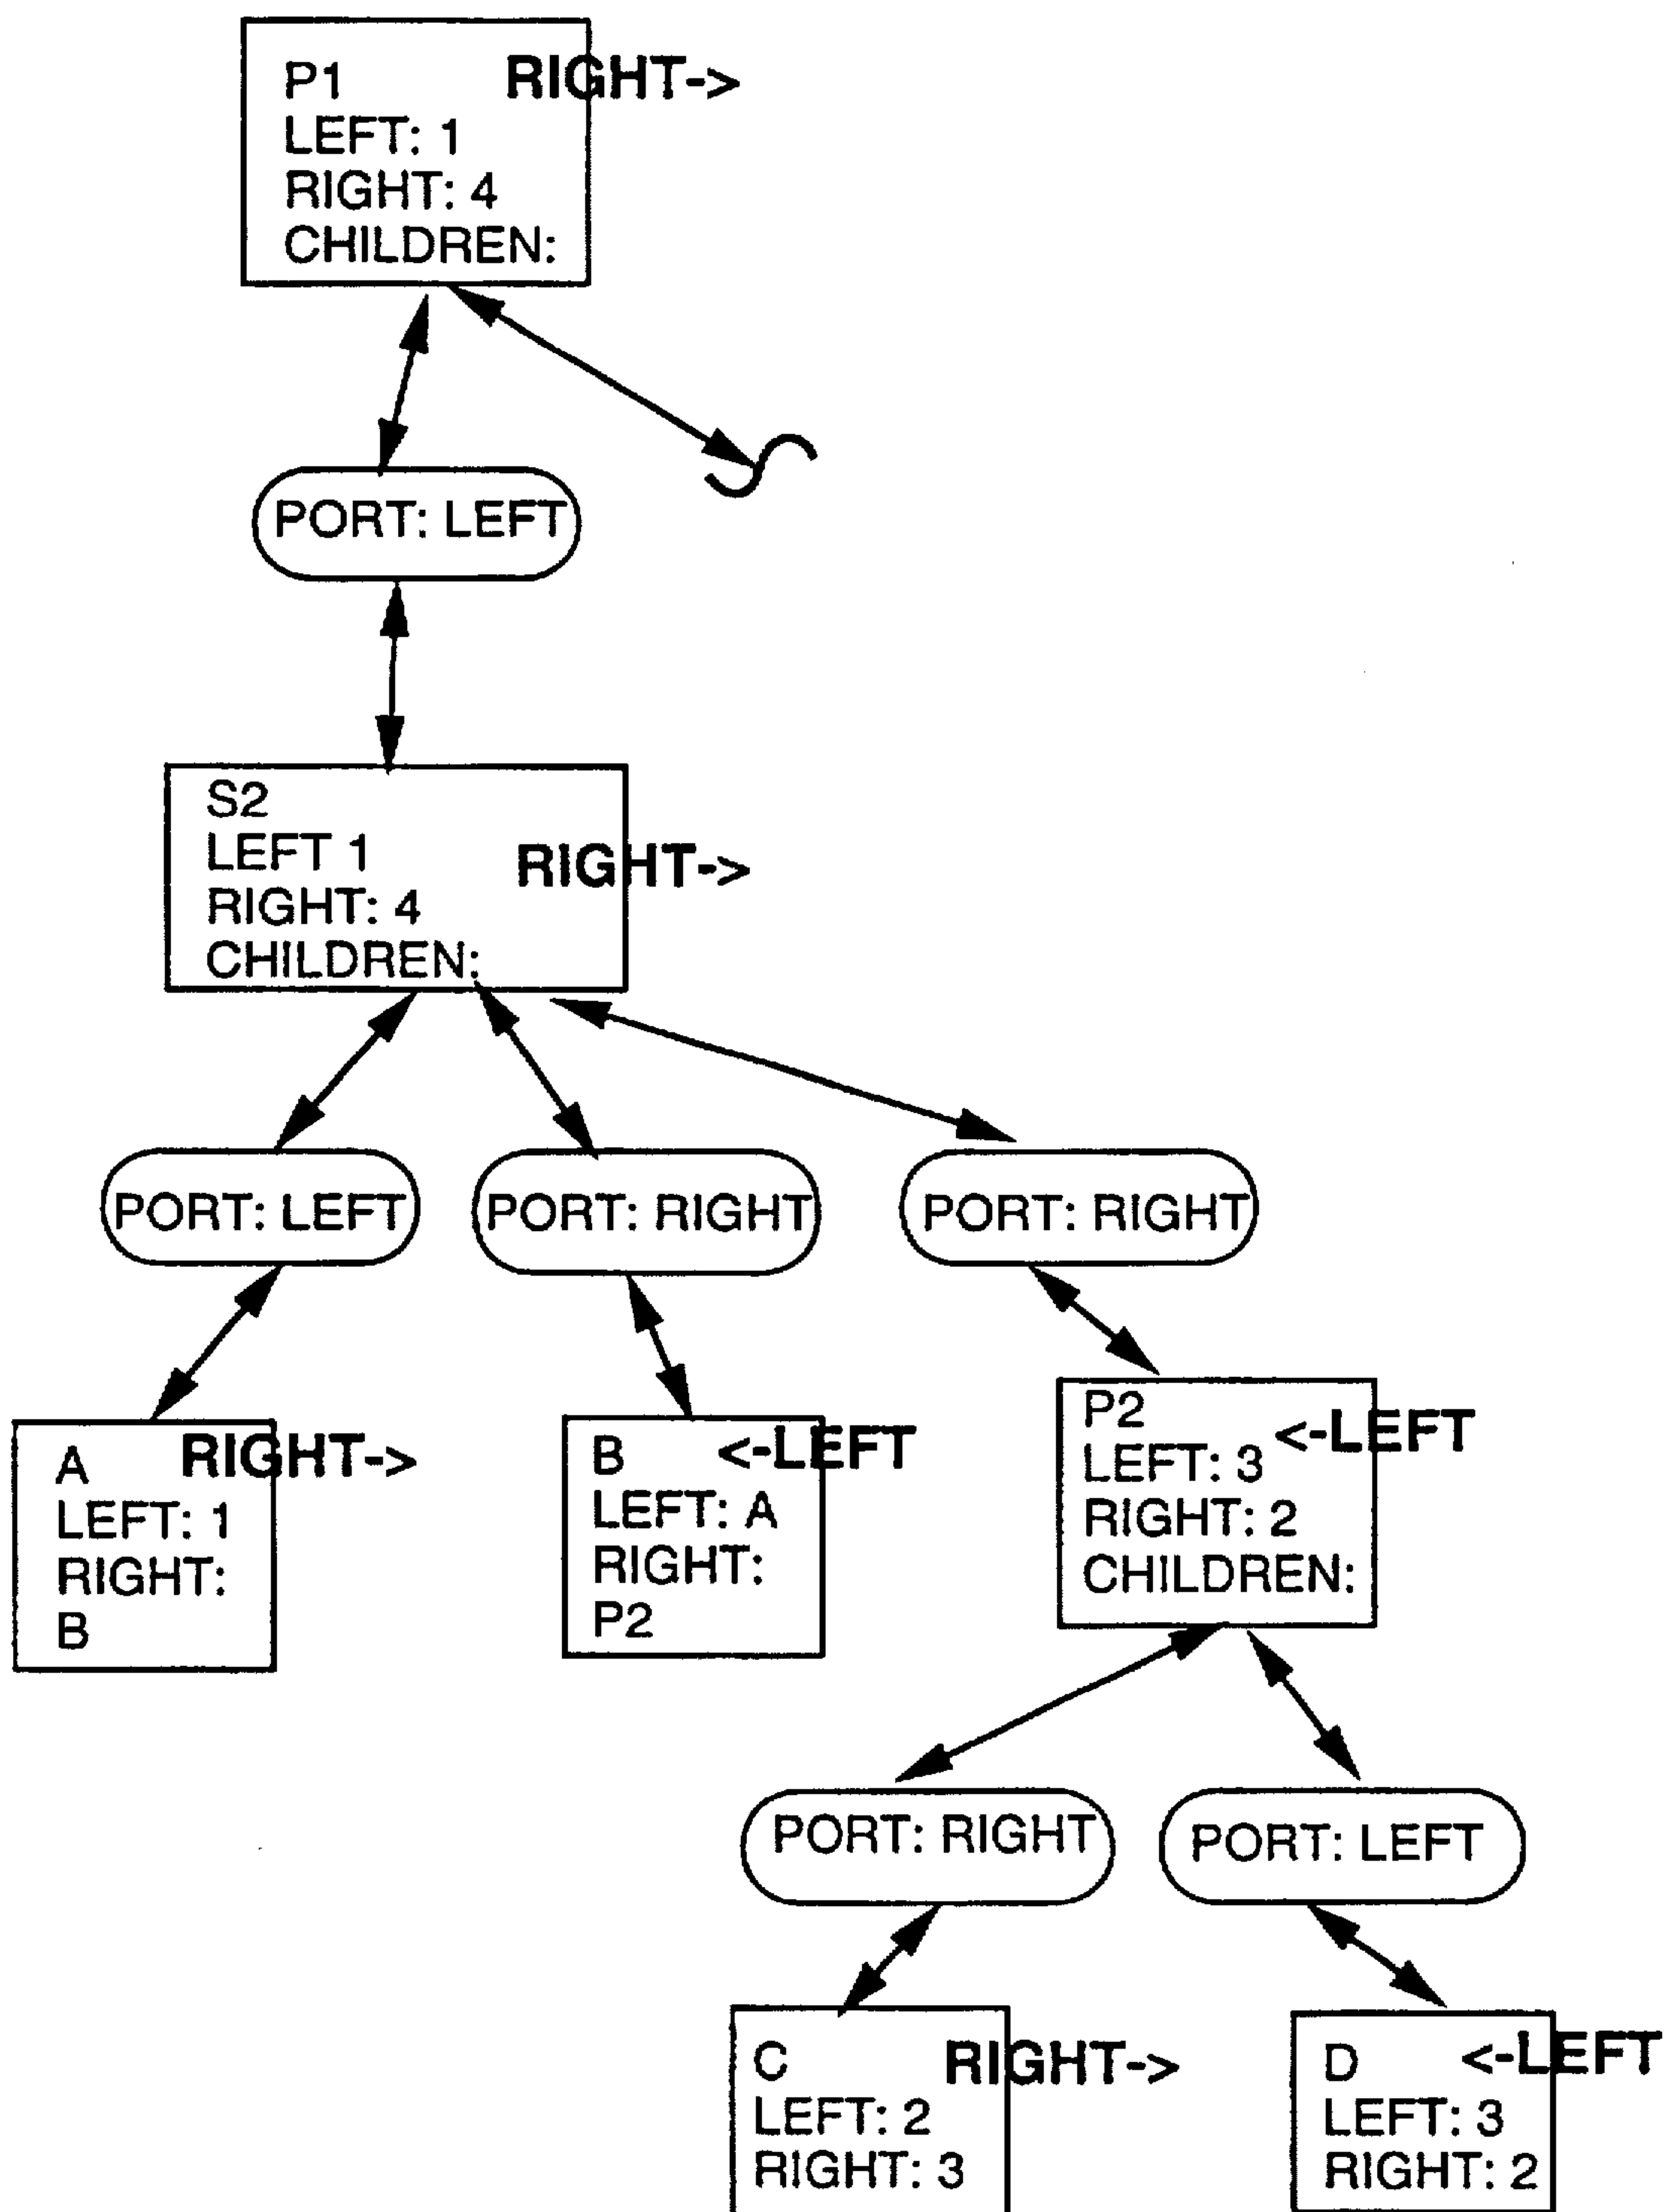 P1 RIGHT->
LEFT: 1
RIGHT: 4
CHILDREN:
PORT: LEFT
S2
LEFT 1
RIGHT->
RIGHT: 4
CHILDREN:
PORT: LEFT
PORT: RIGHT
PORT: RIGHT
A RIGHT->
LEFT: 1
RIGHT:
B
B <-LEFT
LEFT: A
RIGHT:
P2
P2 <-LEFT
LEFT: 3
RIGHT: 2
CHILDREN:
PORT: RIGHT
PORT: LEFT
C RIGHT->
LEFT: 2
RIGHT: 3
D <-LEFT
LEFT: 3
RIGHT: 2